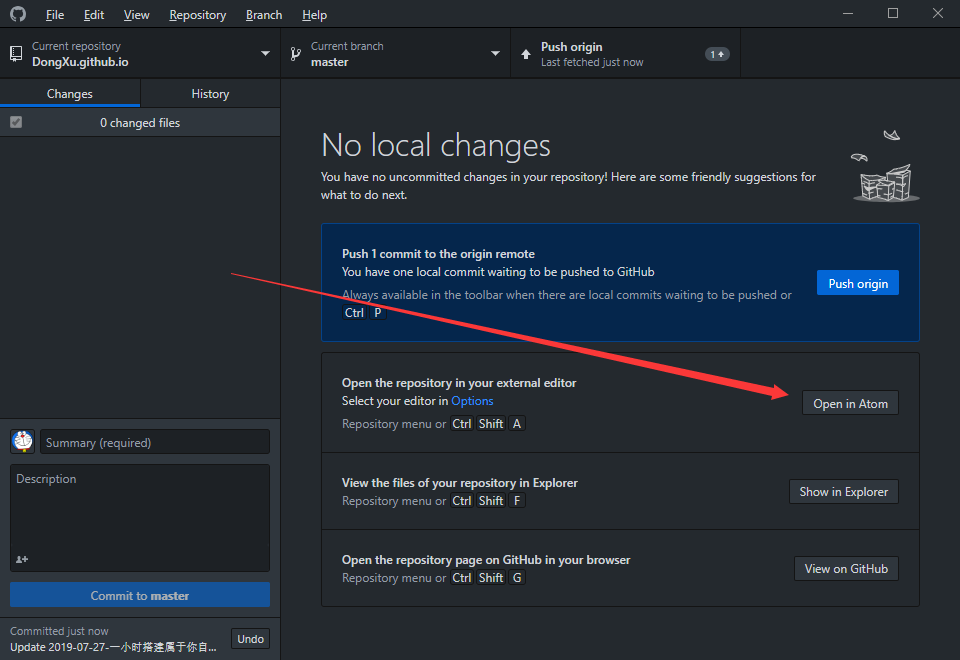 File Edit View Repository Branch Help
Current repository
DongXu.github.io
Current branch
master
Push origin
Last fetched just now
1
Changes
History
0 changed files
No local changes
You have no uncommitted changes in your repository! Here are some friendly suggestions for
what to do next.
Push 1 commit to the origin remote
You have one local commit waiting to be pushed to GitHub
Always available in the toolbar when there are local commits waiting to be pushed or
Ctrl P
Push origin
Open the repository in your external editor
Select your editor in Options
Repository menu or Ctrl Shift A
Open in Atom
View the files of your repository in Explorer
Repository menu or Ctrl Shift F
Show in Explorer
Open the repository page on GitHub in your browser
Repository menu or Ctrl Shift G
View on GitHub
Summary (required)
Description
Commit to master
Committed just now
Update 2019-07-27-一小时搭建属于你自...
Undo